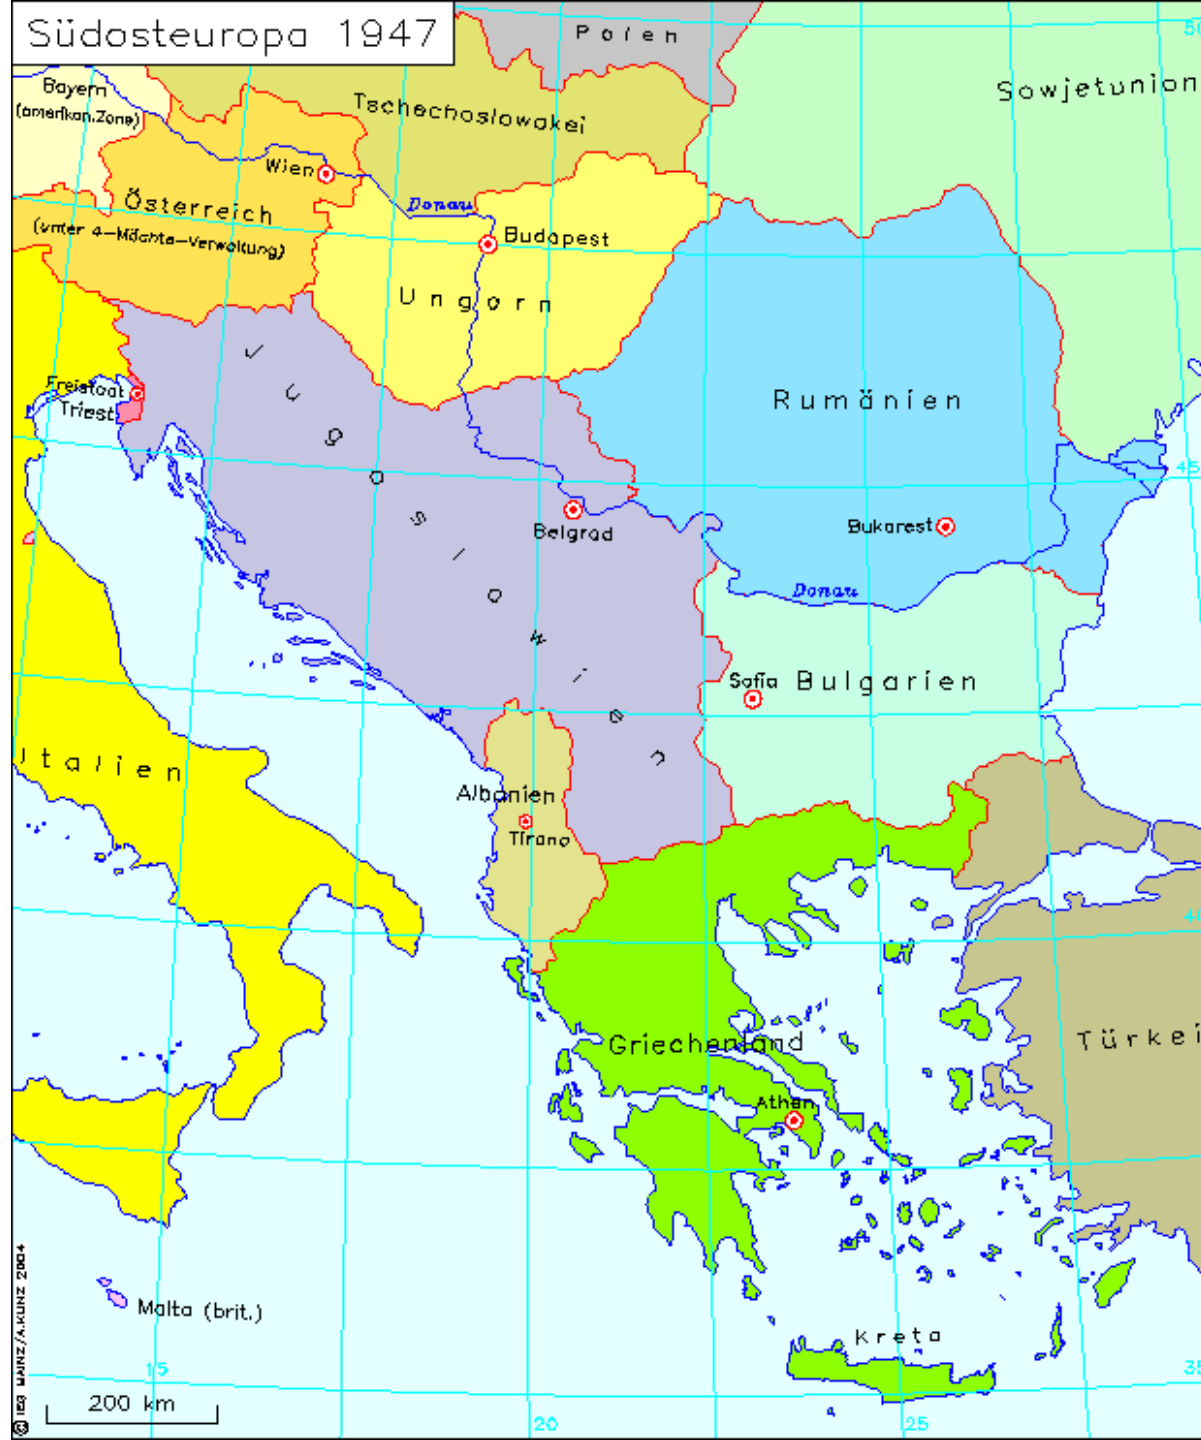 Südosteuropa 1947
Polen
50
Sowjetunion
Bayern
(amerikan.Zone)
Tschechoslowakei
Wien
Österreich
(unter 4-Mächte-Verwaltung)
Donau
Budapest
Ungarn
Jugoslawien
Freistaat
Triest
Rumänien
45
Belgrad
Bukarest
Donau
Sofia
Bulgarien
Italien
Albanien
Tirana
40
Griechenland
Türkei
Athen
Malta (brit.)
Kreta
35
15
200 km
20
25
© IEG MAINZ/A.KUNZ 2004